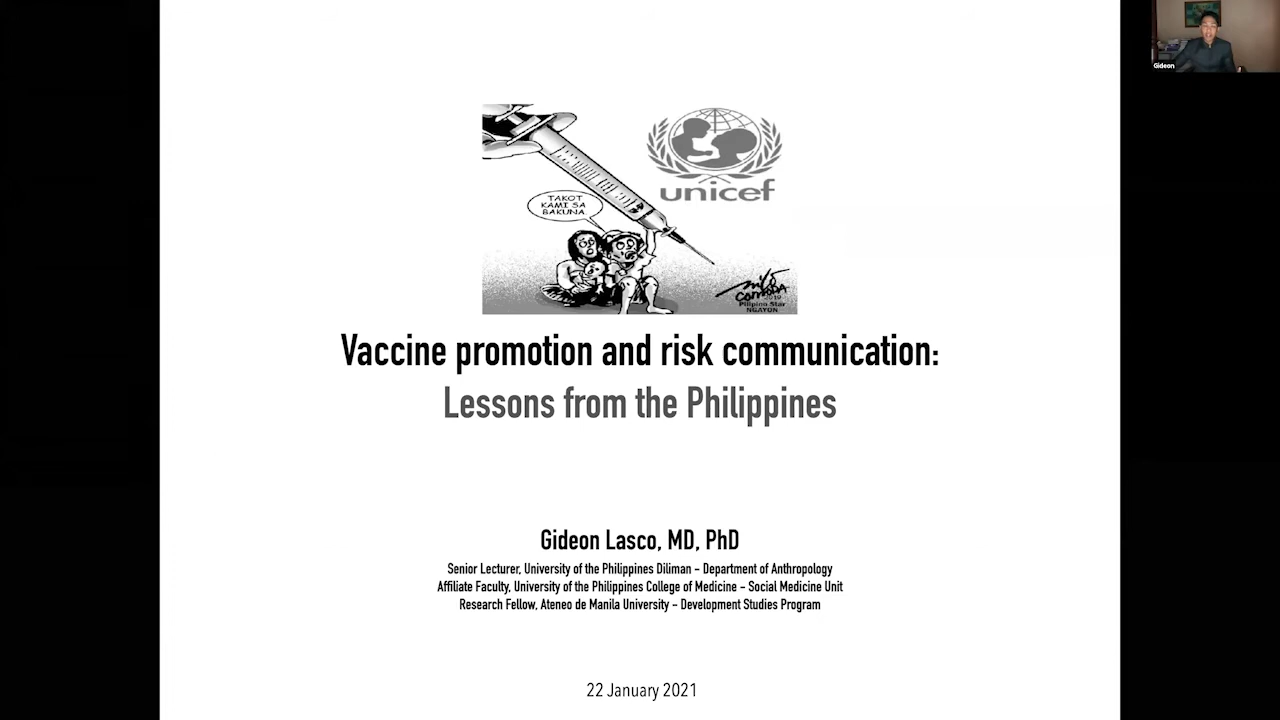 Gideon
unicef
TAKOT
KAMI SA
BAKUNA.
2019
Pilipino Star
NGAYON
Vaccine promotion and risk communication:
Lessons from the Philippines
Gideon Lasco, MD, PhD
Senior Lecturer, University of the Philippines Diliman – Department of Anthropology
Affiliate Faculty, University of the Philippines College of Medicine – Social Medicine Unit
Research Fellow, Ateneo de Manila University – Development Studies Program
22 January 2021